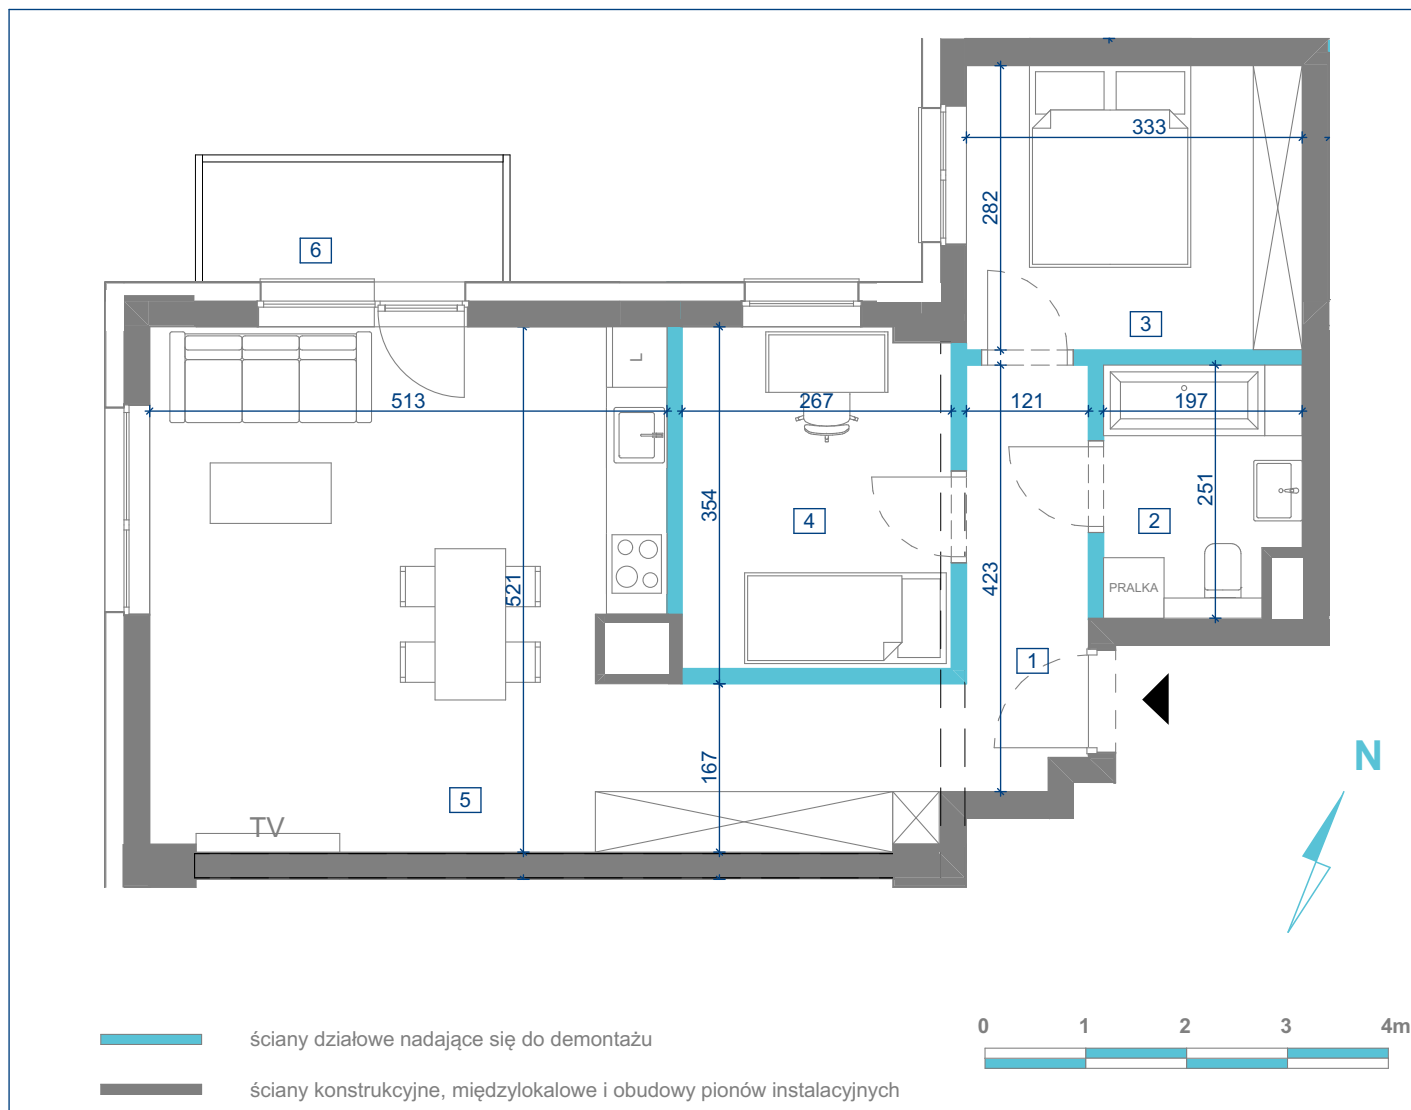 333
282
6
3
L
513
267
121
197
354
251
4
2
521
423
PRALKA
1
167
N
5
TV
0 1 2 3 4m
ściany działowe nadające się do demontażu
ściany konstrukcyjne, międzylokalowe i obudowy pionów instalacyjnych